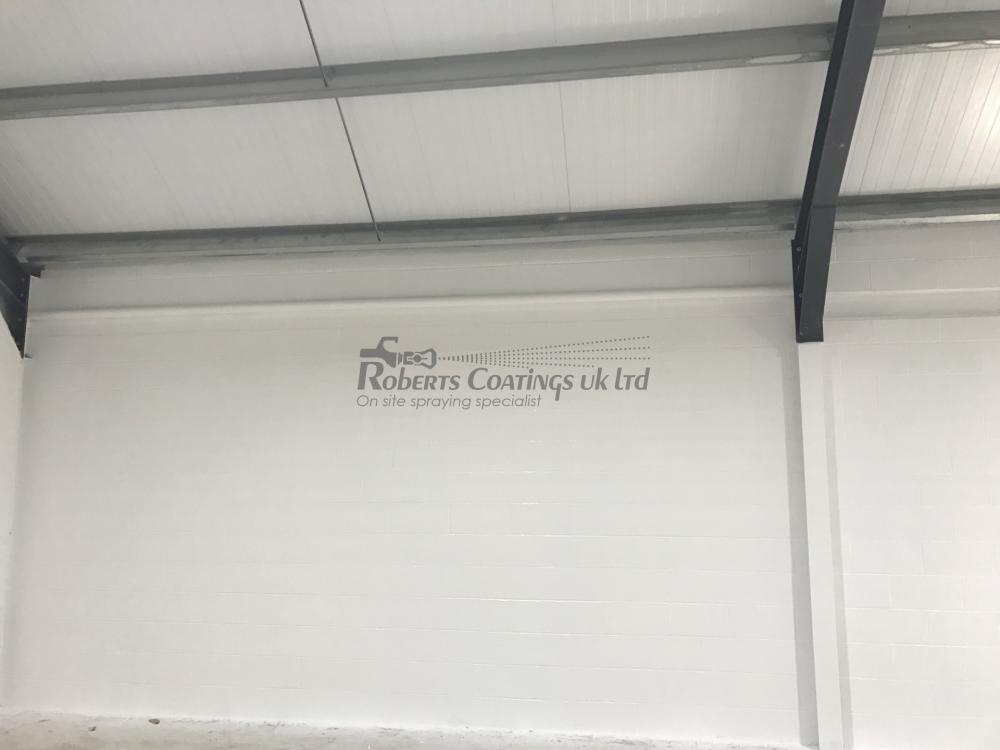 Roberts Coatings uk Ltd
On site spraying specialist